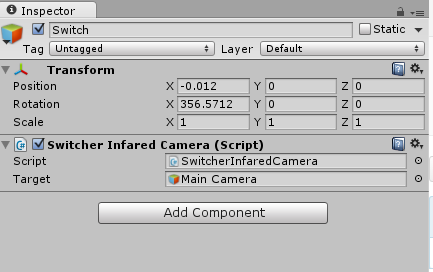 Inspector
Switch Static
Tag Untagged Layer Default
Transform
Position X -0.012 Y 0 Z 0
Rotation X 356.5712 Y 0 Z 0
Scale X 1 Y 1 Z 1
Switcher Infared Camera (Script)
Script SwitcherInfaredCamera
Target Main Camera
Add Component